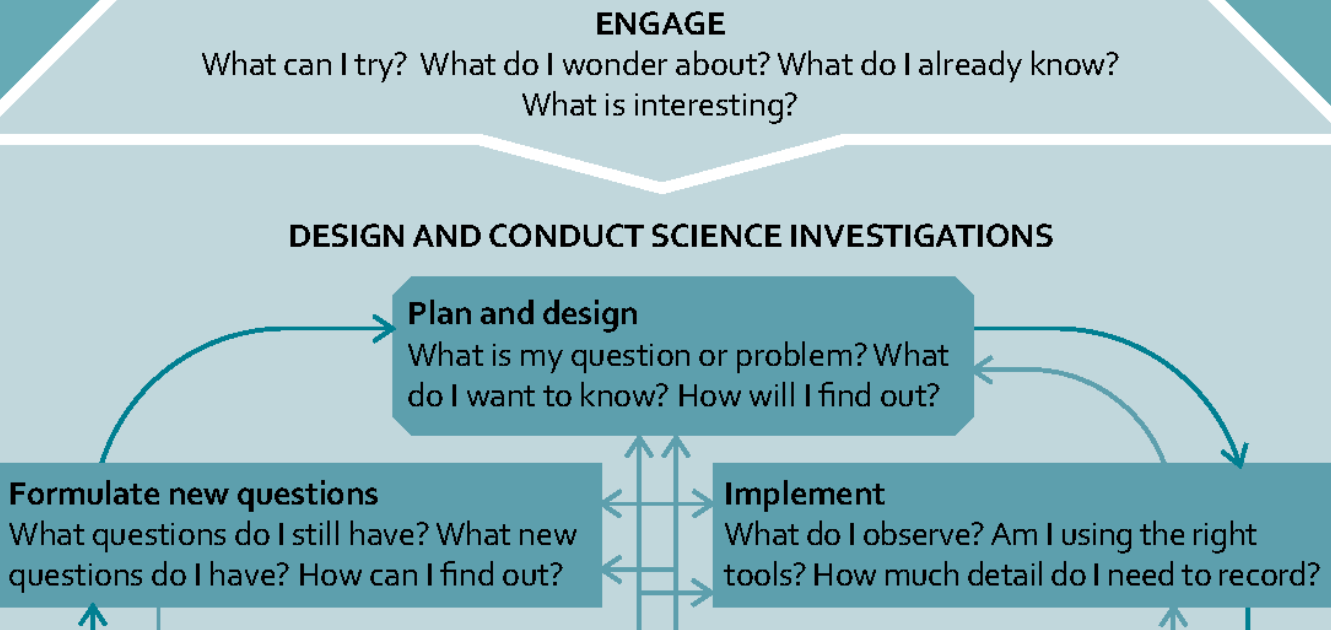 ENGAGE
What can I try? What do I wonder about? What do I already know?
What is interesting?
DESIGN AND CONDUCT SCIENCE INVESTIGATIONS
Plan and design
What is my question or problem? What
do I want to know? How will I find out?
Formulate new questions
What questions do I still have? What new
questions do I have? How can I find out?
Implement
What do I observe? Am I using the right
tools? How much detail do I need to record?